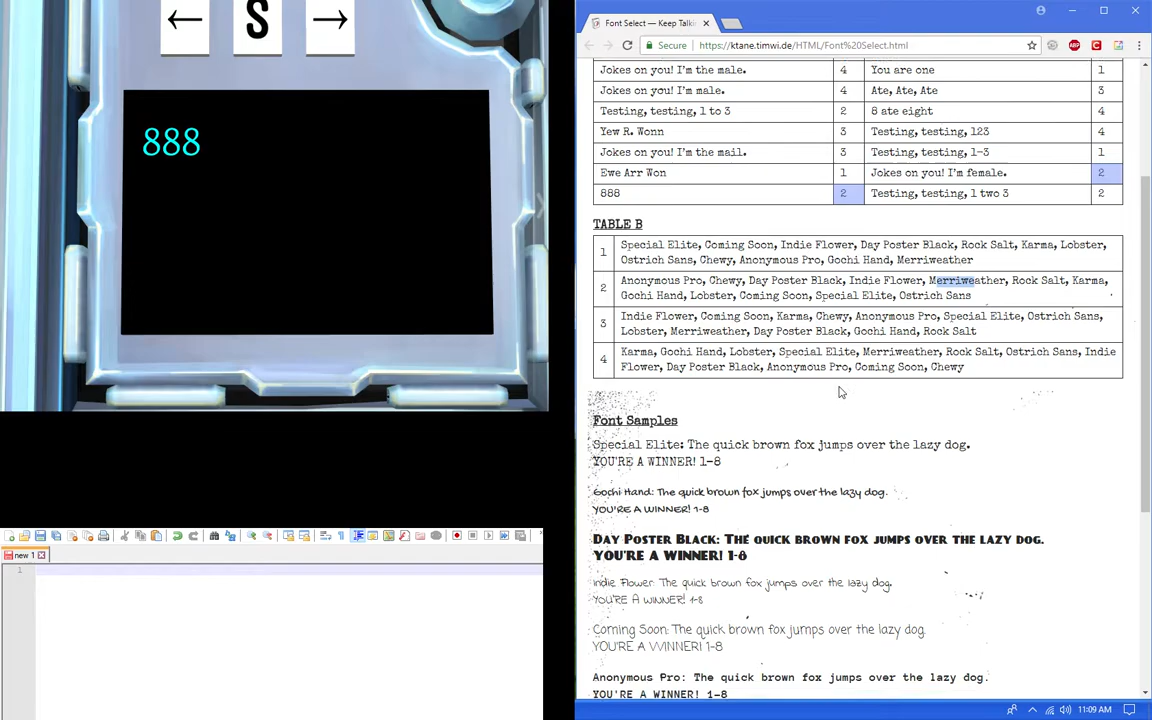 ← S →
888
Font Select — Keep Talki
Secure https://ktane.timwi.de/HTML/Font%20Select.html
Jokes on you! I'm the male. 4 You are one 1
Jokes on you! I'm male. 4 Ate, Ate, Ate 3
Testing, testing, 1 to 3 2 8 ate eight 4
Yew R. Wonn 3 Testing, testing, 123 4
Jokes on you! I'm the mail. 3 Testing, testing, 1-3 1
Ewe Arr Won 1 Jokes on you! I'm female. 2
888 2 Testing, testing, 1 two 3 2
TABLE B
1 Special Elite, Coming Soon, Indie Flower, Day Poster Black, Rock Salt, Karma, Lobster,
Ostrich Sans, Chewy, Anonymous Pro, Gochi Hand, Merriweather
2 Anonymous Pro, Chewy, Day Poster Black, Indie Flower, Merriweather, Rock Salt, Karma,
Gochi Hand, Lobster, Coming Soon, Special Elite, Ostrich Sans
3 Indie Flower, Coming Soon, Karma, Chewy, Anonymous Pro, Special Elite, Ostrich Sans,
Lobster, Merriweather, Day Poster Black, Gochi Hand, Rock Salt
4 Karma, Gochi Hand, Lobster, Special Elite, Merriweather, Rock Salt, Ostrich Sans, Indie
Flower, Day Poster Black, Anonymous Pro, Coming Soon, Chewy
Font Samples
Special Elite: The quick brown fox jumps over the lazy dog.
YOU'RE A WINNER! 1-8
Gochi Hand: The quick brown fox jumps over the lazy dog.
YOU'RE A WINNER! 1-8
Day Poster Black: The quick brown fox jumps over the lazy dog.
YOU'RE A WINNER! 1-8
Indie Flower: The quick brown fox jumps over the lazy dog.
YOU'RE A WINNER! 1-8
Coming Soon: The quick brown fox jumps over the lazy dog.
YOU'RE A WINNER! 1-8
Anonymous Pro: The quick brown fox jumps over the lazy dog.
YOU'RE A WINNER! 1-8
new 1
1
11:09 AM